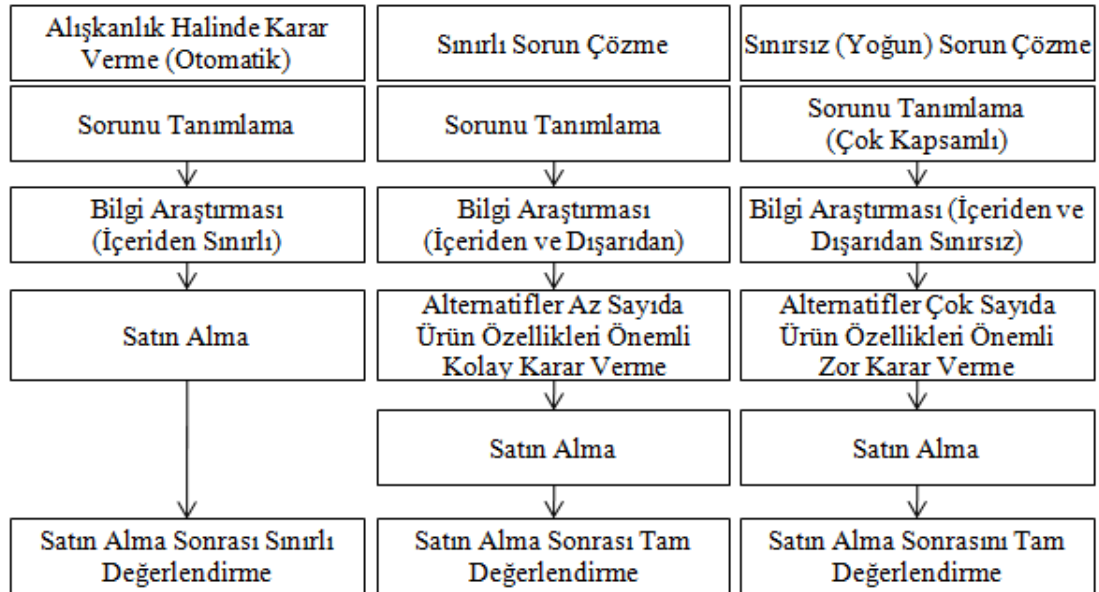 Alışkanlık Halinde Karar
Verme (Otomatik)
Sınırlı Sorun Çözme
Sınırsız (Yoğun) Sorun Çözme
Sorunu Tanımlama
Sorunu Tanımlama
Sorunu Tanımlama
(Çok Kapsamlı)
Bilgi Araştırması
(İçeriden Sınırlı)
Bilgi Araştırması
(İçeriden ve Dışarıdan)
Bilgi Araştırması (İçeriden ve
Dışarıdan Sınırsız)
Satın Alma
Alternatifler Az Sayıda
Ürün Özellikleri Önemli
Kolay Karar Verme
Alternatifler Çok Sayıda
Ürün Özellikleri Önemli
Zor Karar Verme
Satın Alma
Satın Alma
Satın Alma Sonrası Sınırlı
Değerlendirme
Satın Alma Sonrası Tam
Değerlendirme
Satın Alma Sonrasını Tam
Değerlendirme